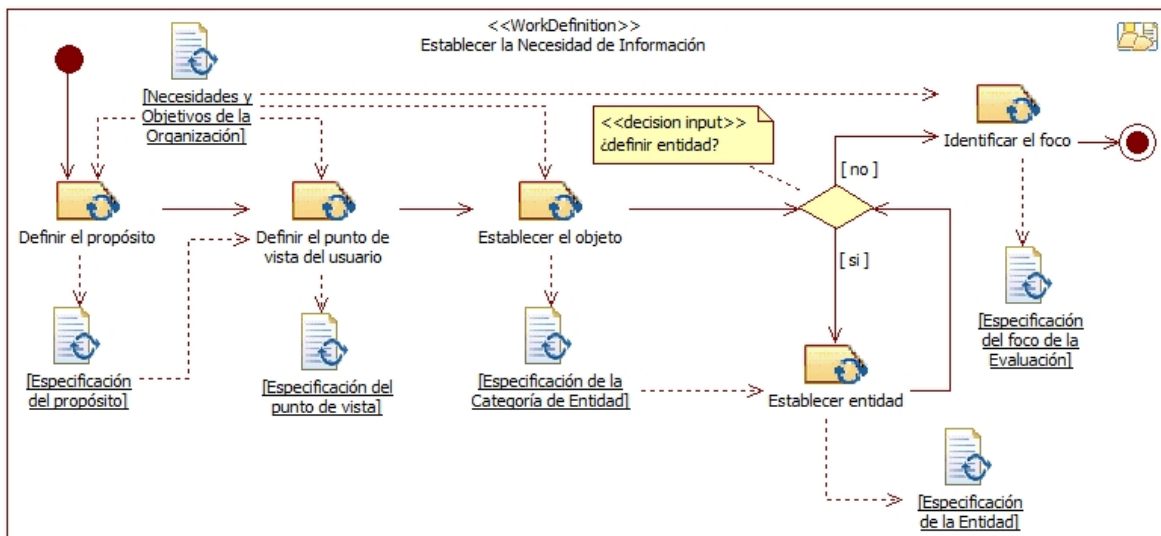 <<WorkDefinition>>
Establecer la Necesidad de Información
[Necesidades y
Objetivos de la
Organización]
<<decision input>>
¿definir entidad?
Identificar el foco
[ no ]
Definir el propósito
Definir el punto de
vista del usuario
Establecer el objeto
[ si ]
[Especificación
del propósito]
[Especificación del
punto de vista]
[Especificación de la
Categoría de Entidad]
Establecer entidad
[Especificación
del foco de la
Evaluación]
[Especificación
de la Entidad]